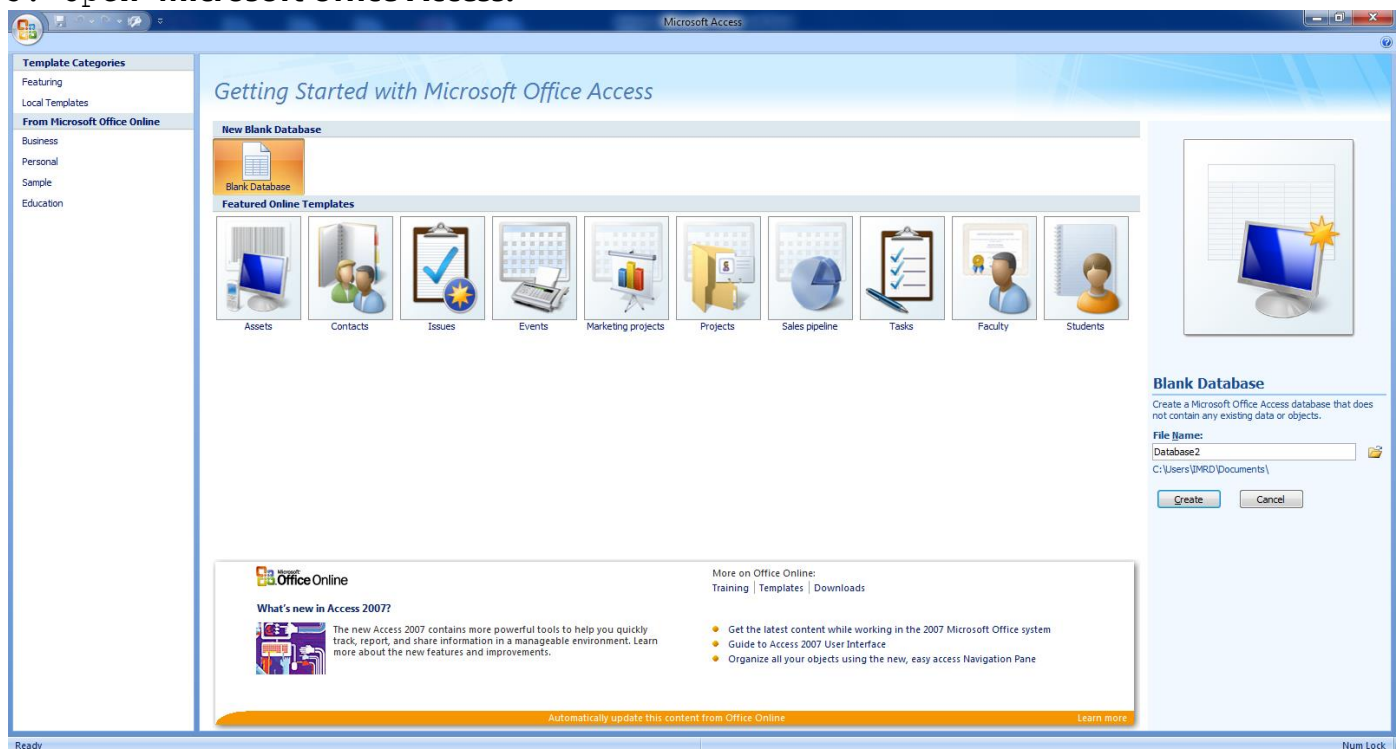 open Microsoft Office Access.
Microsoft Access
Template Categories
Featuring
Local Templates
From Microsoft Office Online
Business
Personal
Sample
Education
Getting Started with Microsoft Office Access
New Blank Database
Blank Database
Featured Online Templates
Assets Contacts Issues Events Marketing projects Projects Sales pipeline Tasks Faculty Students
Blank Database
Create a Microsoft Office Access database that does
not contain any existing data or objects.
File Name:
Database2
C:\Users\IMRD\Documents\
Create Cancel
Microsoft
Office Online
What's new in Access 2007?
The new Access 2007 contains more powerful tools to help you quickly
track, report, and share information in a manageable environment. Learn
more about the new features and improvements.
More on Office Online:
Training | Templates | Downloads
Get the latest content while working in the 2007 Microsoft Office system
Guide to Access 2007 User Interface
Organize all your objects using the new, easy access Navigation Pane
Automatically update this content from Office Online Learn more
Ready Num Lock